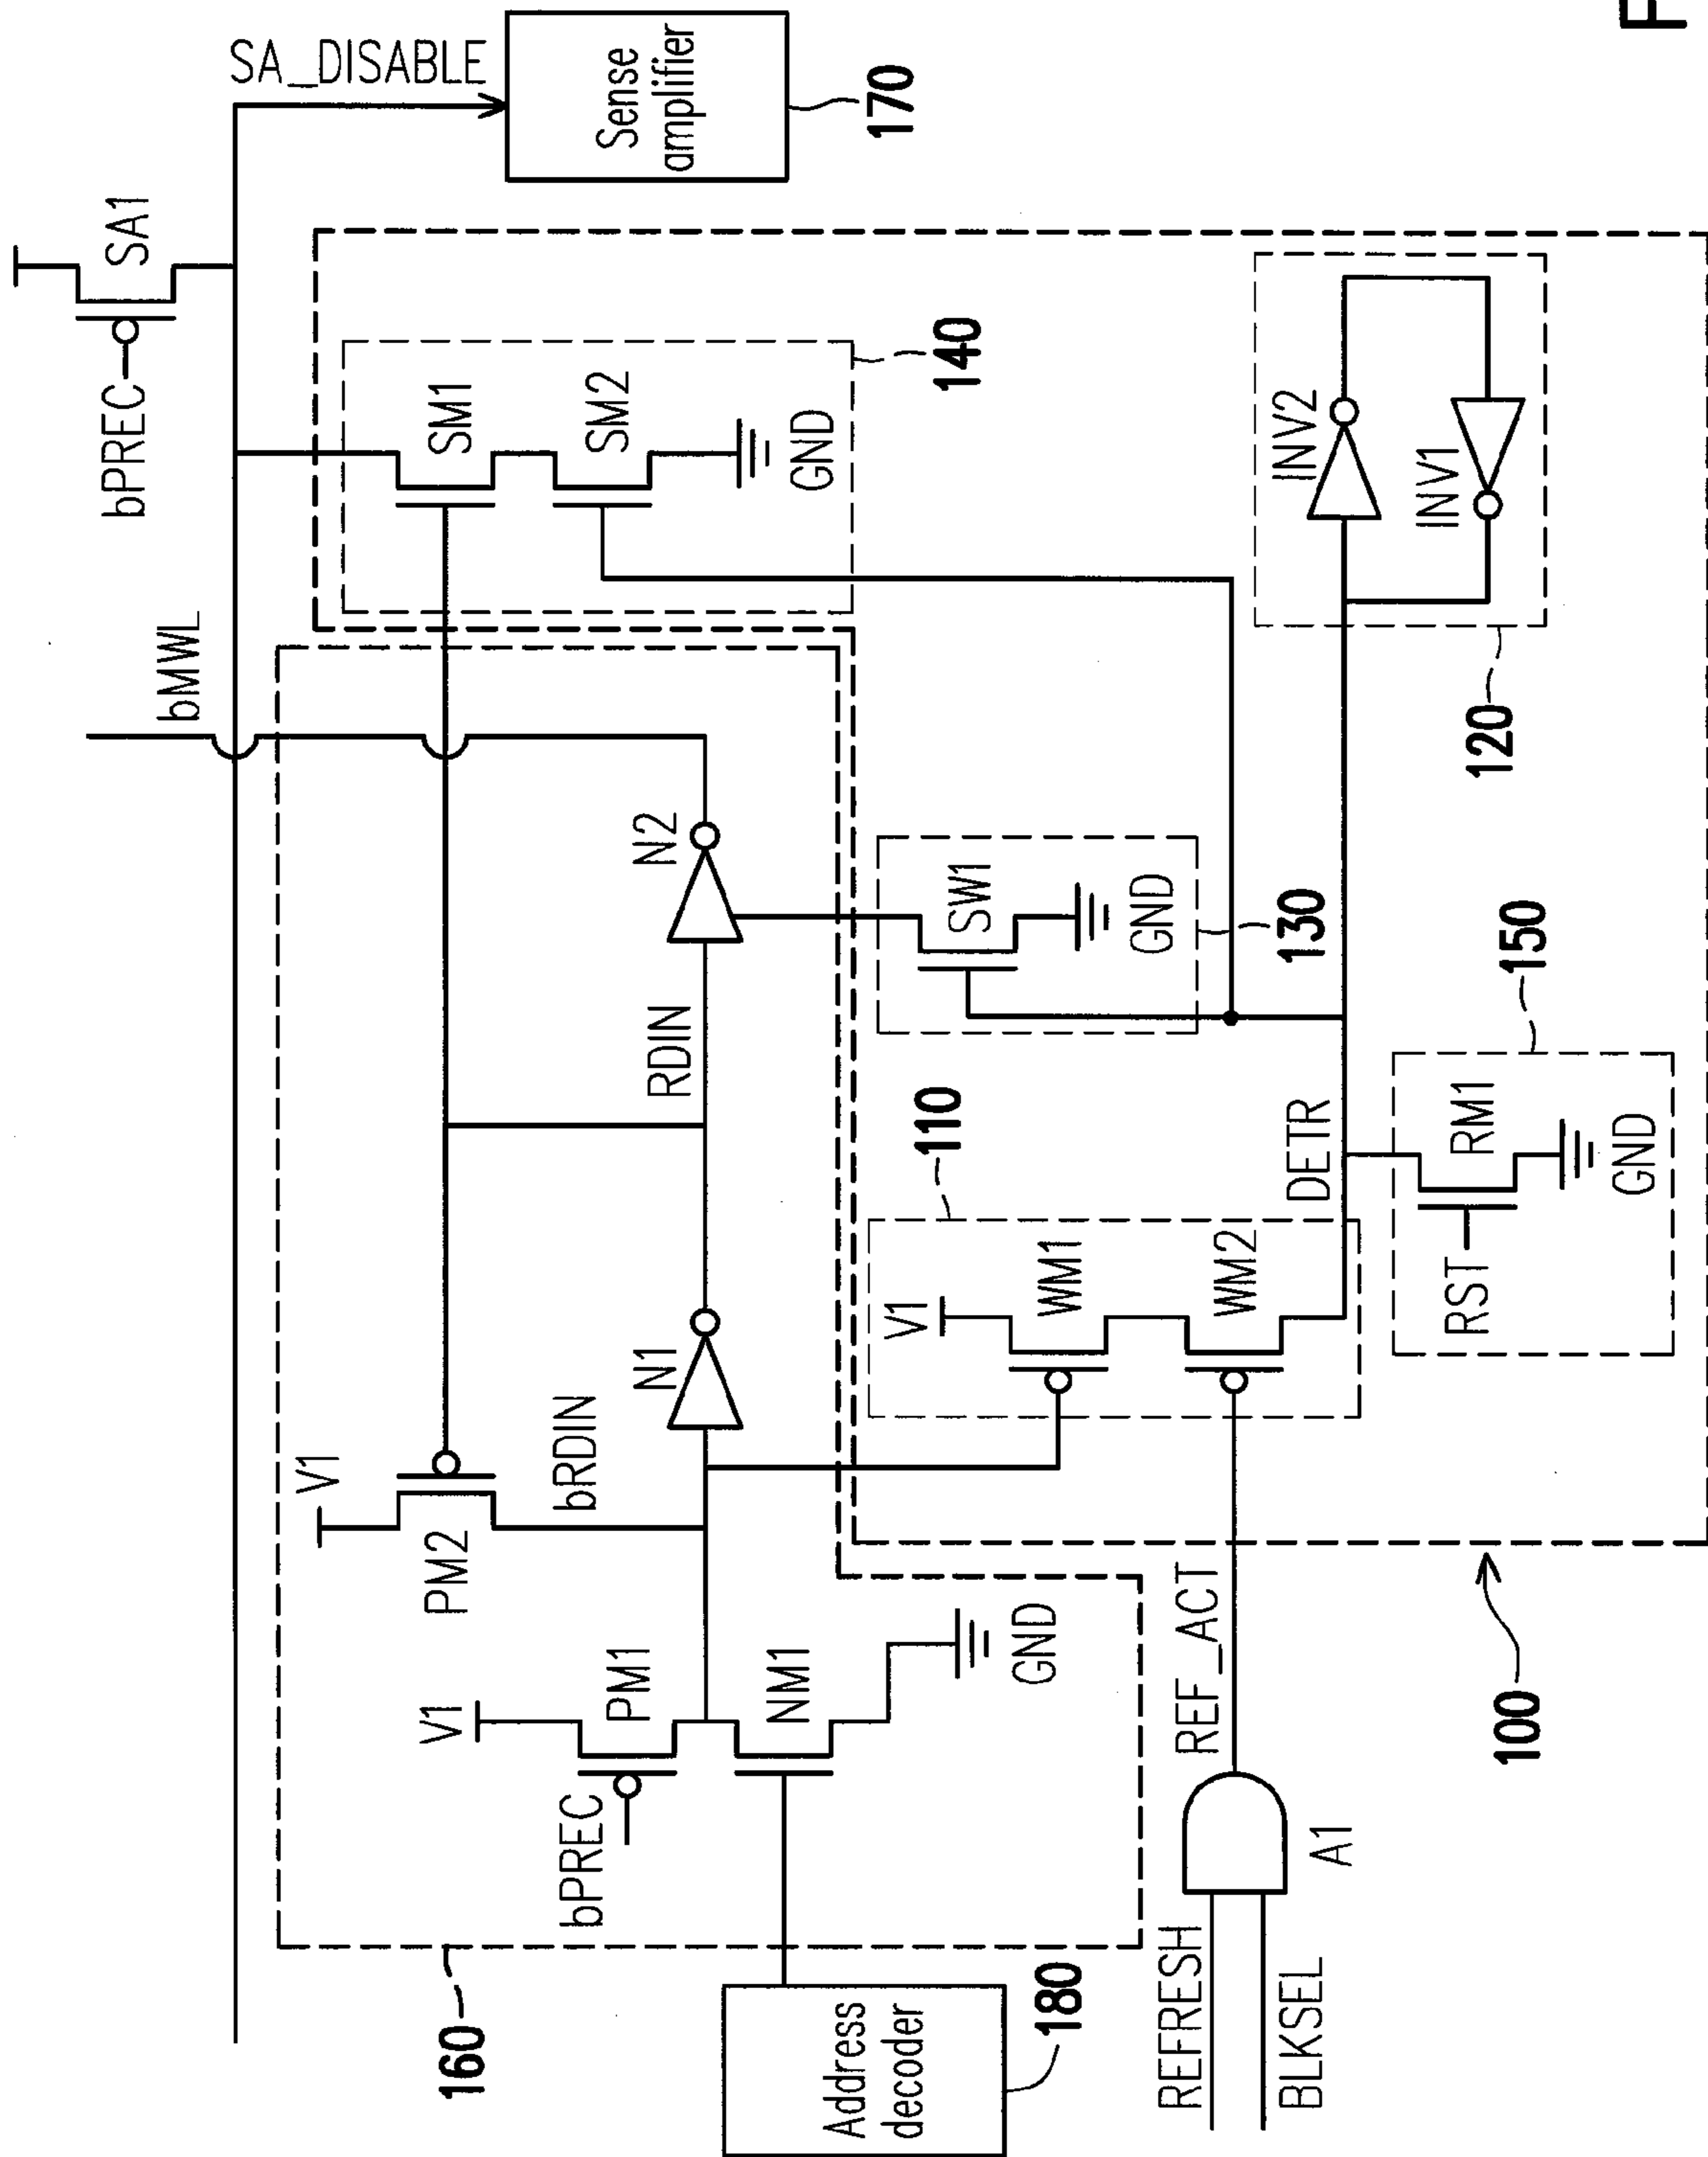 SA_DISABLE
Sense
amplifier
170
SA1
bPREC
bMWL
SM1
SM2
GND
140
INV2
INV1
120
N2
SW1
GND
130
RDIN
150
110
DETR
RM1
GND
RST
V1
WM1
WM2
N1
bRDIN
V1
PM2
V1
PM1
NM1
GND
bPREC
REF_ACT
100
A1
160
Address
decoder
180
REFRESH
BLKSEL
F